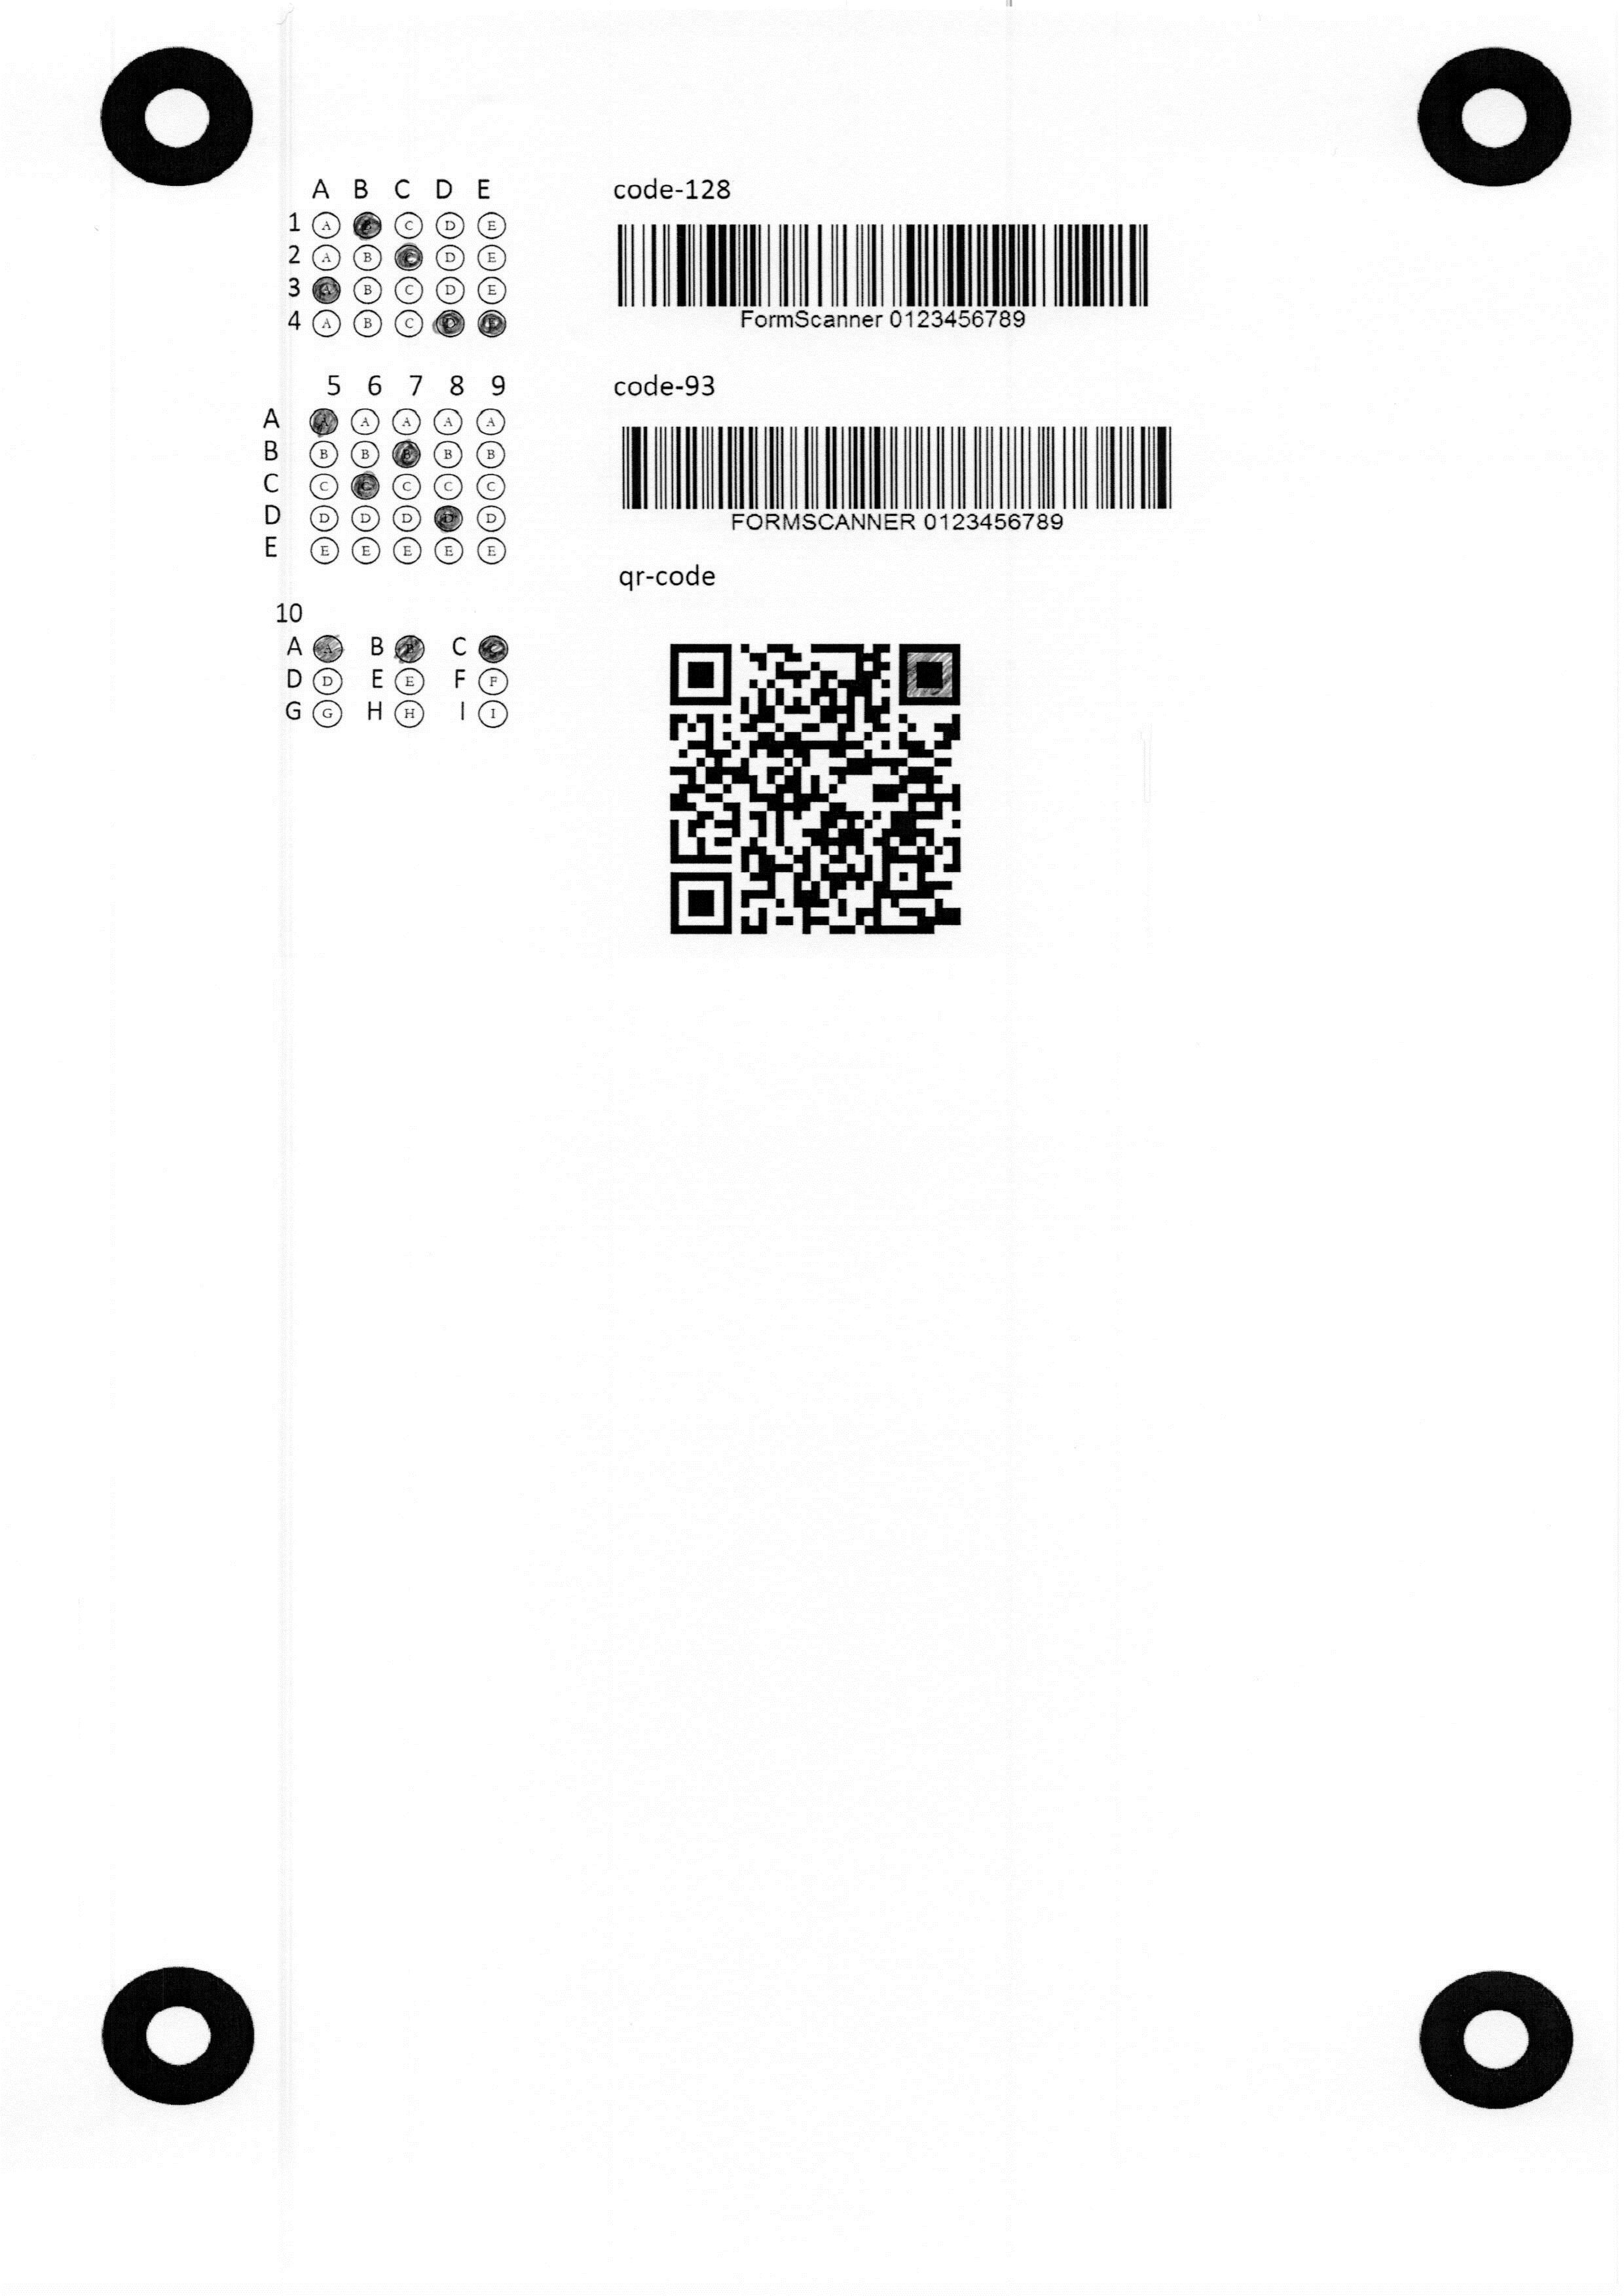 A B C D E
1 A B C D E
2 A B C D E
3 A B C D E
4 A B C D E
5 6 7 8 9
A A A A A A
B B B B B B
C C C C C C
D D D D D D
E E E E E E
10
A A B B C C
D D E E F F
G G H H I I
code-128
FormScanner 0123456789
code-93
FORMSCANNER 0123456789
qr-code